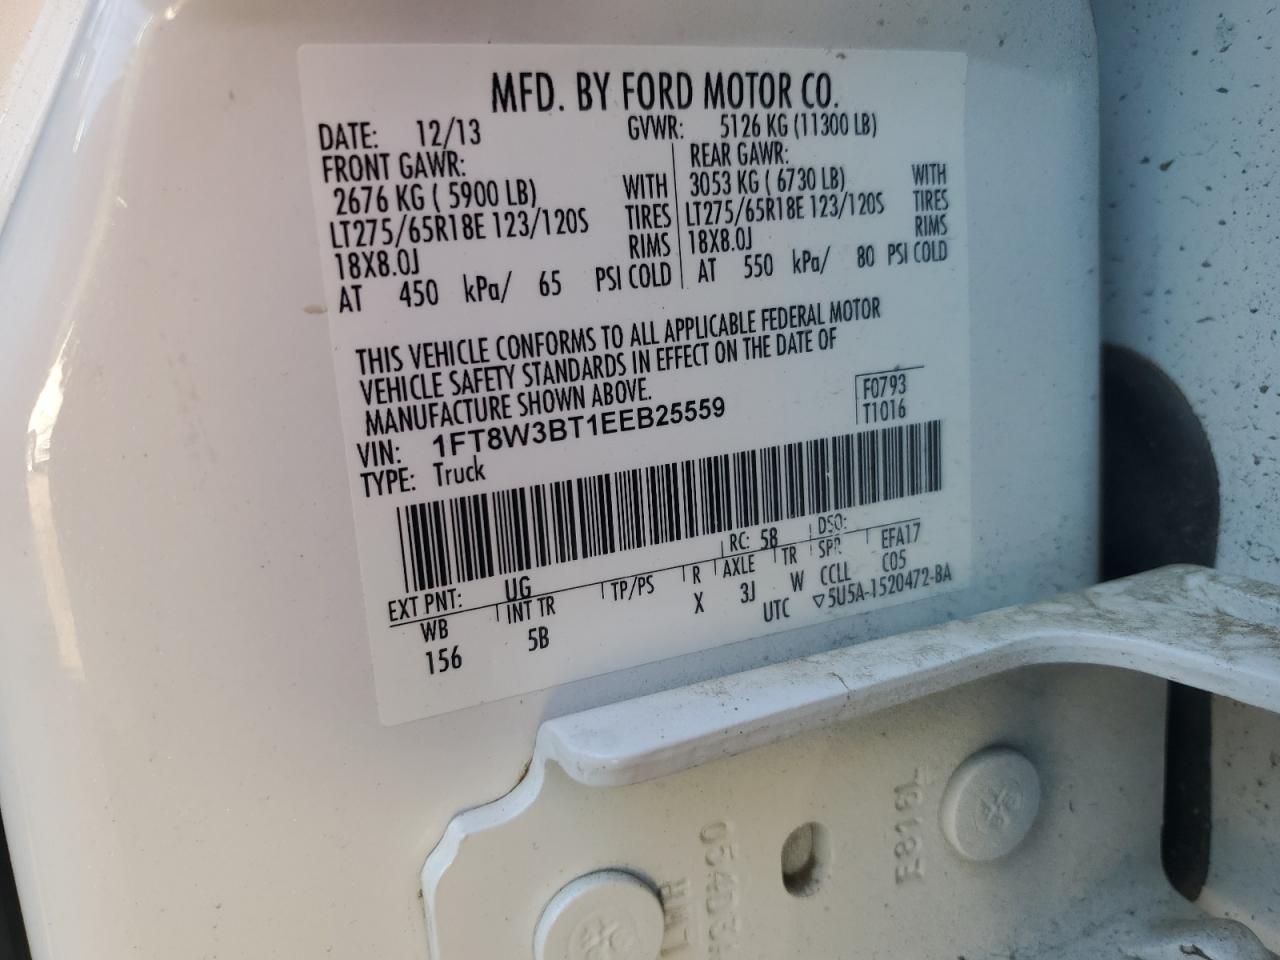 MFD. BY FORD MOTOR CO.
DATE: 12/13 GVWR: 5126 KG (11300 LB)
FRONT GAWR: REAR GAWR:
2676 KG ( 5900 LB) WITH 3053 KG ( 6730 LB) WITH
LT275/65R18E 123/120S TIRES LT275/65R18E 123/120S TIRES
18X8.0J RIMS 18X8.0J RIMS
AT 450 kPa/ 65 PSI COLD AT 550 kPa/ 80 PSI COLD
THIS VEHICLE CONFORMS TO ALL APPLICABLE FEDERAL MOTOR
VEHICLE SAFETY STANDARDS IN EFFECT ON THE DATE OF
MANUFACTURE SHOWN ABOVE.
F0793
T1016
VIN: 1FT8W3BT1EEB25559
TYPE: Truck
EXT PNT: UG RC: 58 DSO:
WB INT TR TP/PS R AXLE TR SPR EFA17
156 5B X 3J W CCLL C05
UTC ▽5U5A-1520472-BA